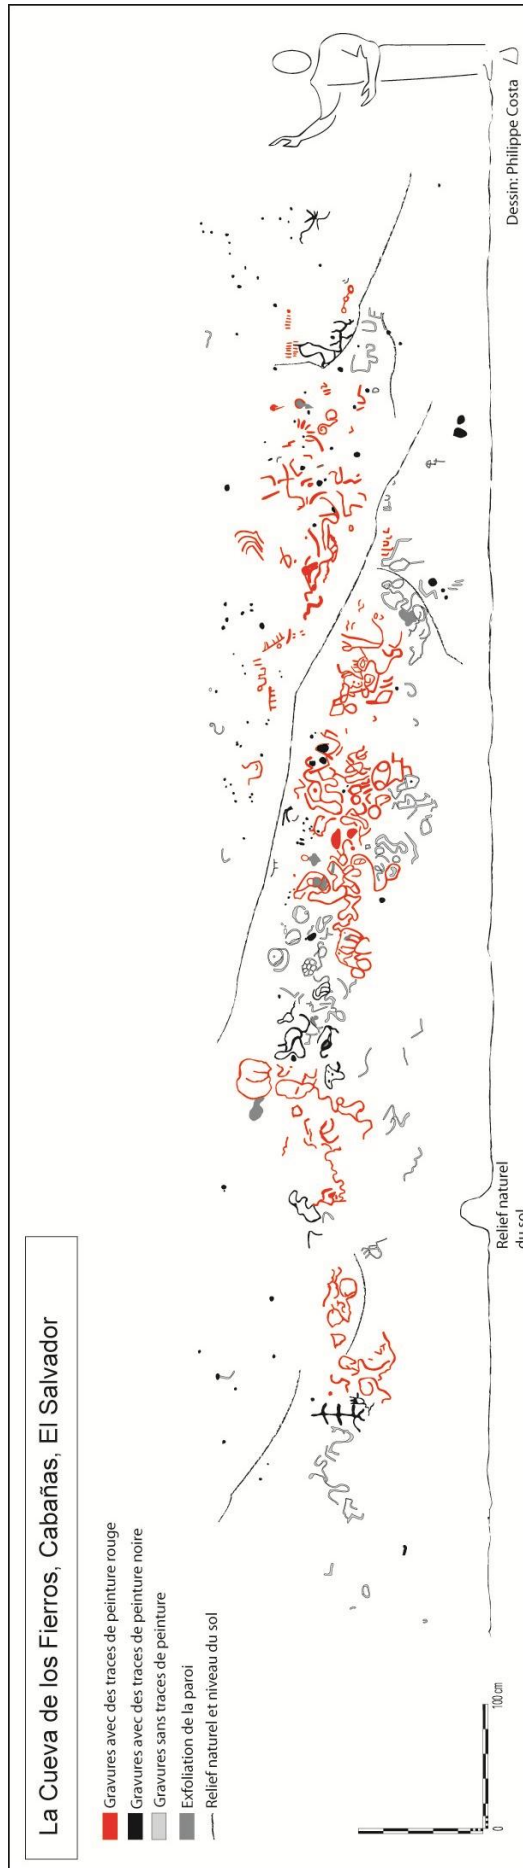 La Cueva de los Fierros, Cabañas, El Salvador
Gravures avec des traces de peinture rouge
Gravures avec des traces de peinture noire
Gravures sans traces de peinture
Exfoliation de la paroi
Relief naturel et niveau du sol
0
100 cm
Relief naturel
du sol
Dessin: Philippe Costa